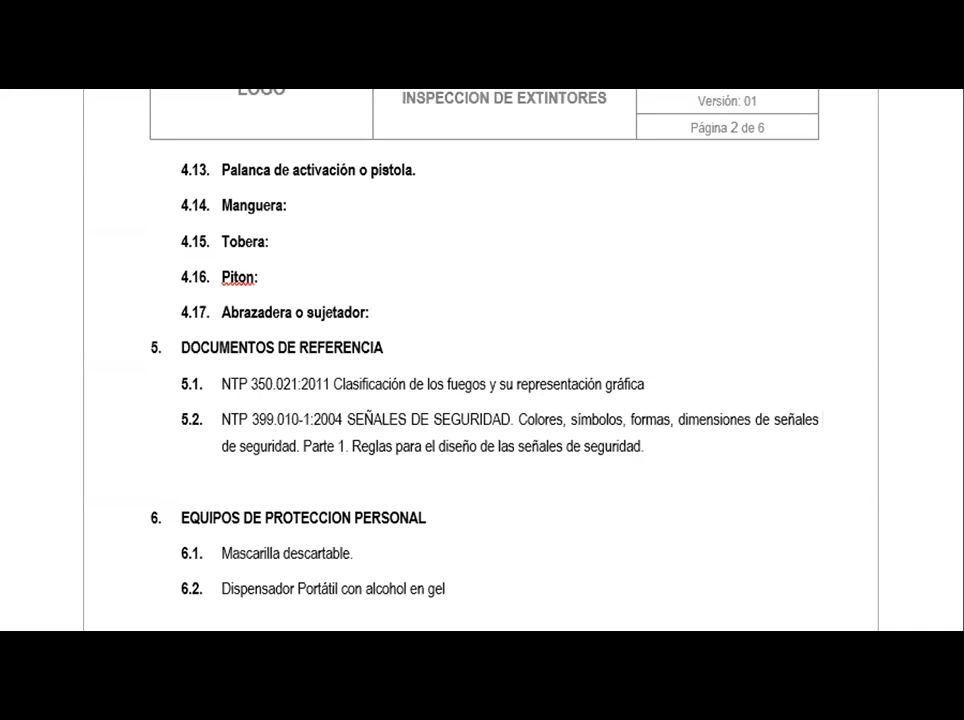 LOGO
INSPECCION DE EXTINTORES
Versión: 01
Página 2 de 6
4.13. Palanca de activación o pistola.
4.14. Manguera:
4.15. Tobera:
4.16. Piton:
4.17. Abrazadera o sujetador:
5. DOCUMENTOS DE REFERENCIA
5.1. NTP 350.021:2011 Clasificación de los fuegos y su representación gráfica
5.2. NTP 399.010-1:2004 SEÑALES DE SEGURIDAD. Colores, símbolos, formas, dimensiones de señales
de seguridad. Parte 1. Reglas para el diseño de las señales de seguridad.
6. EQUIPOS DE PROTECCION PERSONAL
6.1. Mascarilla descartable.
6.2. Dispensador Portátil con alcohol en gel